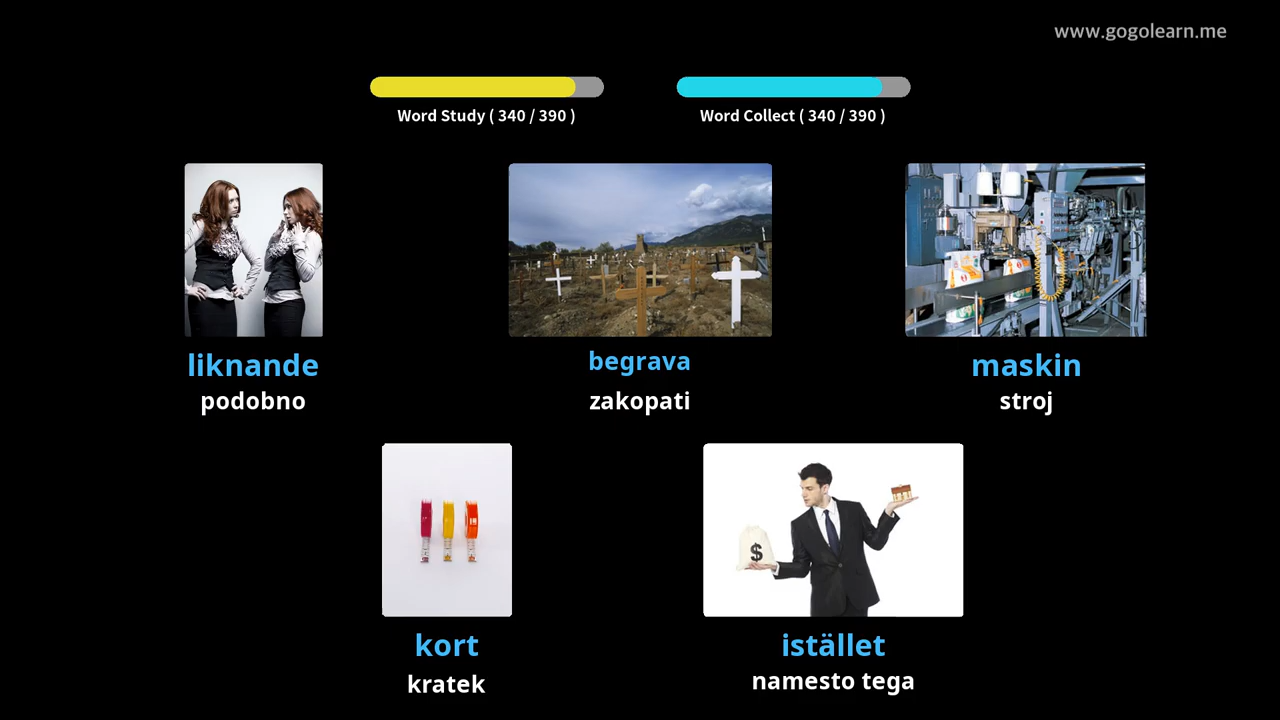 www.gogolearn.me
Word Study ( 340 / 390 )
Word Collect ( 340 / 390 )
liknande
podobno
begrava
zakopati
maskin
stroj
$
kort
kratek
istället
namesto tega